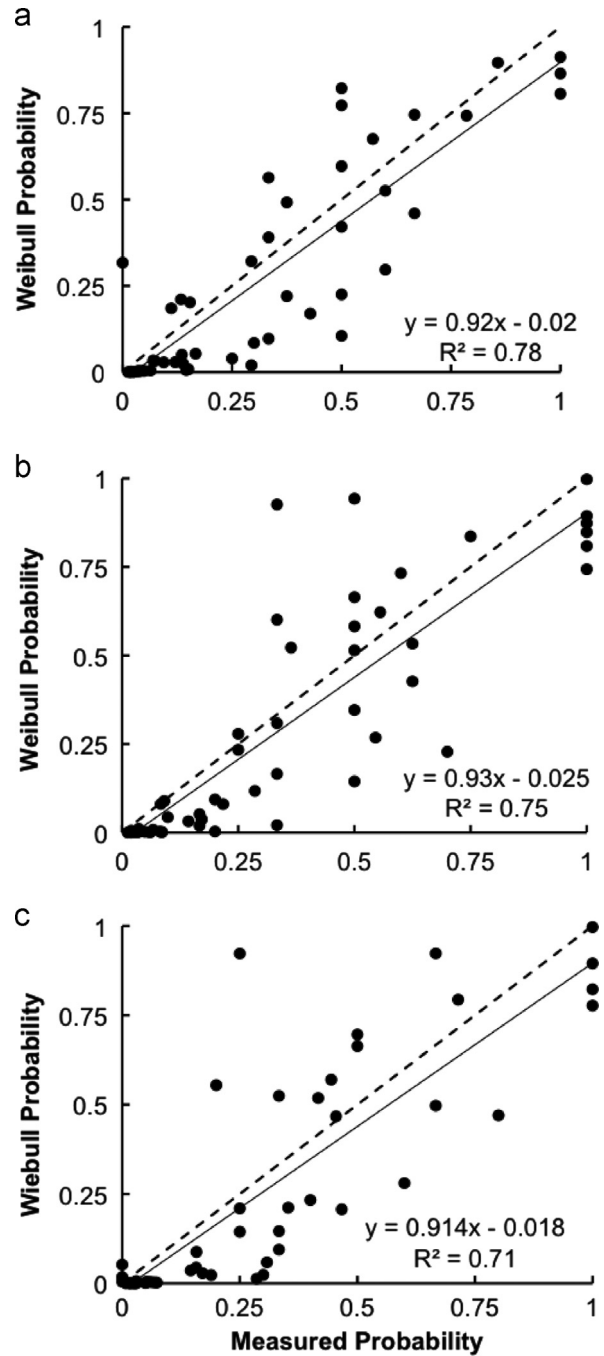 a
1
0.75
0.5
0.25
0
Weibull Probability
y = 0.92x - 0.02
R² = 0.78
0 0.25 0.5 0.75 1
b
1
0.75
0.5
0.25
0
Weibull Probability
y = 0.93x - 0.025
R² = 0.75
0 0.25 0.5 0.75 1
c
1
0.75
0.5
0.25
0
Wiebull Probability
y = 0.914x - 0.018
R² = 0.71
0 0.25 0.5 0.75 1
Measured Probability